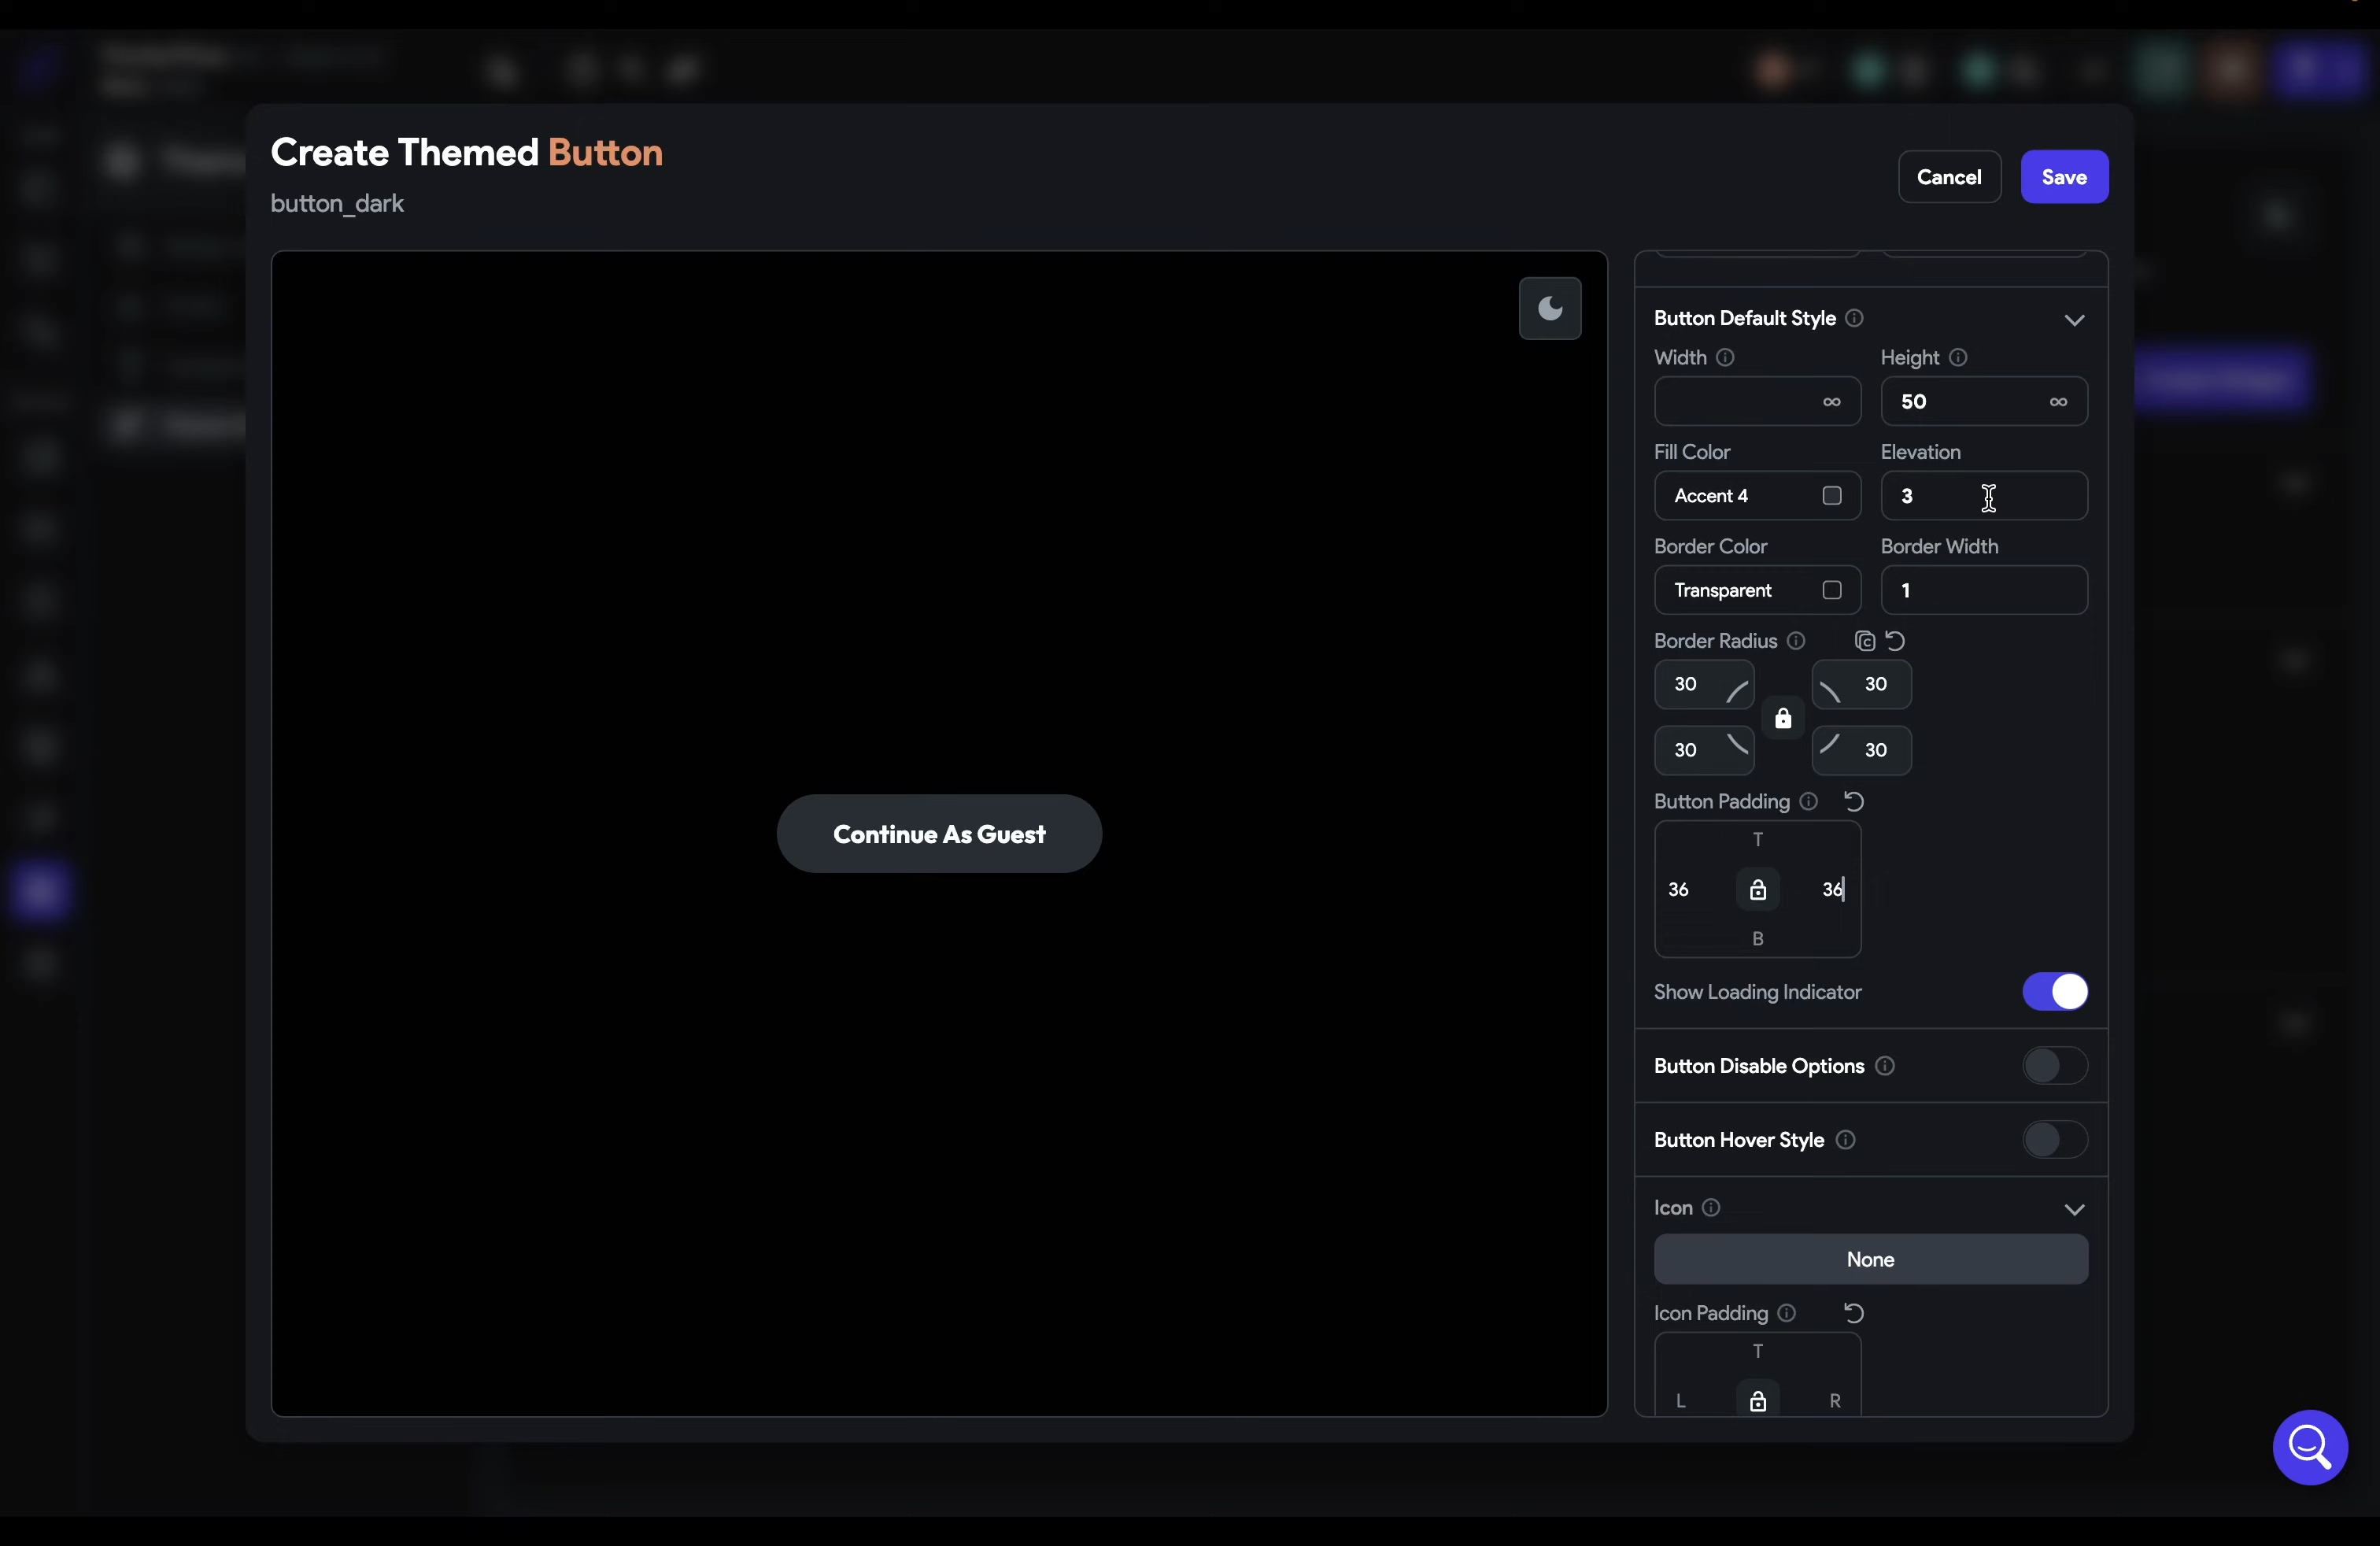 Create Themed Button
button_dark
Cancel
Save
Button Default Style
Width
Height
50
Fill Color
Elevation
Accent 4
3
Border Color
Border Width
Transparent
1
Border Radius
30
30
30
30
Button Padding
T
36
36
B
Show Loading Indicator
Button Disable Options
Button Hover Style
Icon
None
Icon Padding
T
L
R
Continue As Guest